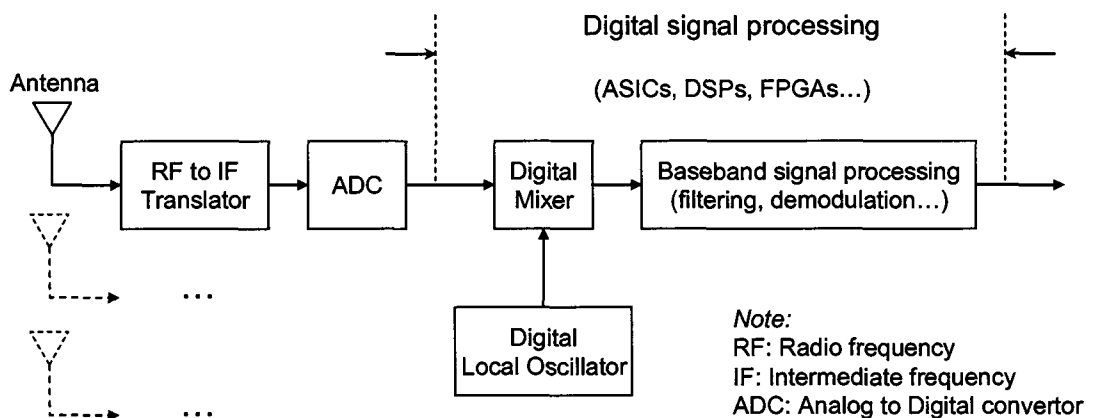 Digital signal processing
(ASICs, DSPs, FPGAs...)
Antenna
RF to IF
Translator
ADC
Digital
Mixer
Baseband signal processing
(filtering, demodulation...)
...
Digital
Local Oscillator
...
Note:
RF: Radio frequency
IF: Intermediate frequency
ADC: Analog to Digital convertor